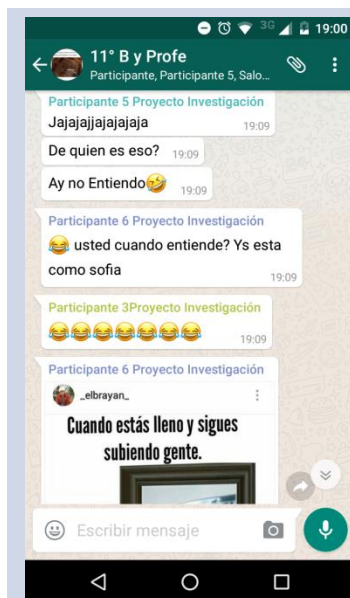 3G 19:00
11° B y Profe
Participante, Participante 5, Salo...
Participante 5 Proyecto Investigación
Jajajajjajajajaja
19:09
De quien es eso? 19:09
Ay no Entiendo🤣 19:09
Participante 6 Proyecto Investigación
😂 usted cuando entiende? Ys esta
como sofia
19:09
Participante 3Proyecto Investigación
😂😂😂😂😂😂😂
19:09
Participante 6 Proyecto Investigación
_elbrayan_
Cuando estás lleno y sigues
subiendo gente.
Escribir mensaje